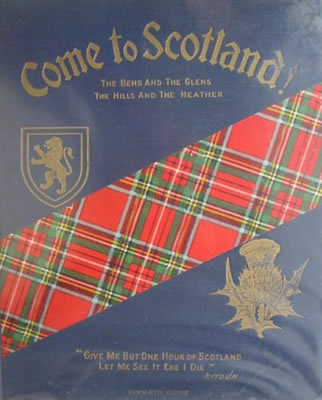 Come to Scotland!
The Bens And The Glens
The Hills And The Heather
"Give Me But One Hour of Scotland
Let Me See It Ere I Die"
Aytoun
Guide